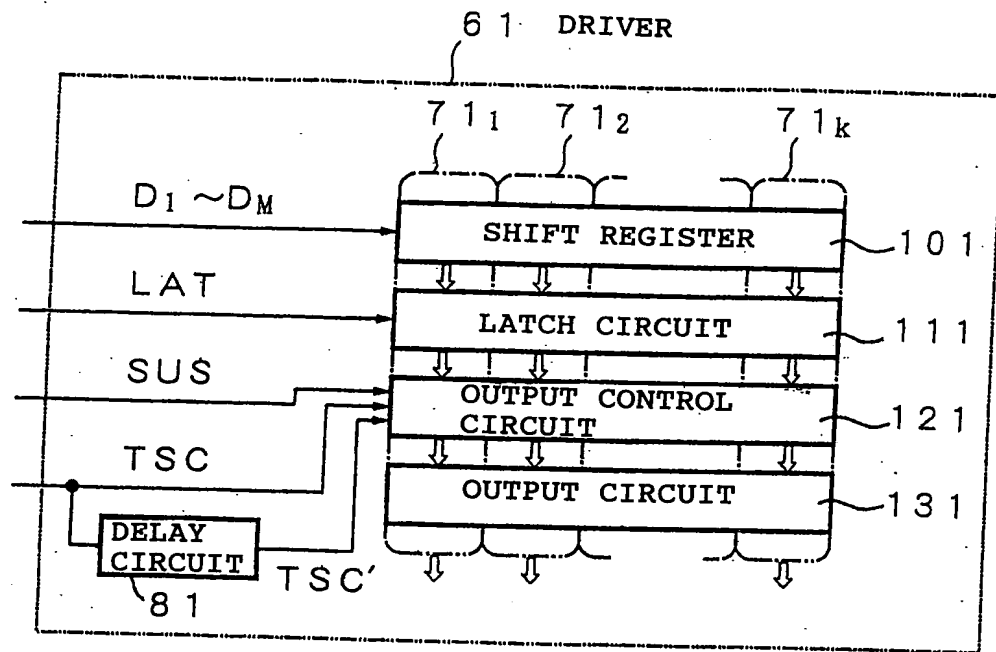 61 DRIVER
71₁ 71₂ 71k
D₁ ~DM
SHIFT REGISTER
101
LAT
LATCH CIRCUIT
111
SUS
OUTPUT CONTROL
CIRCUIT
121
TSC
OUTPUT CIRCUIT
131
DELAY
CIRCUIT
TSC'
81